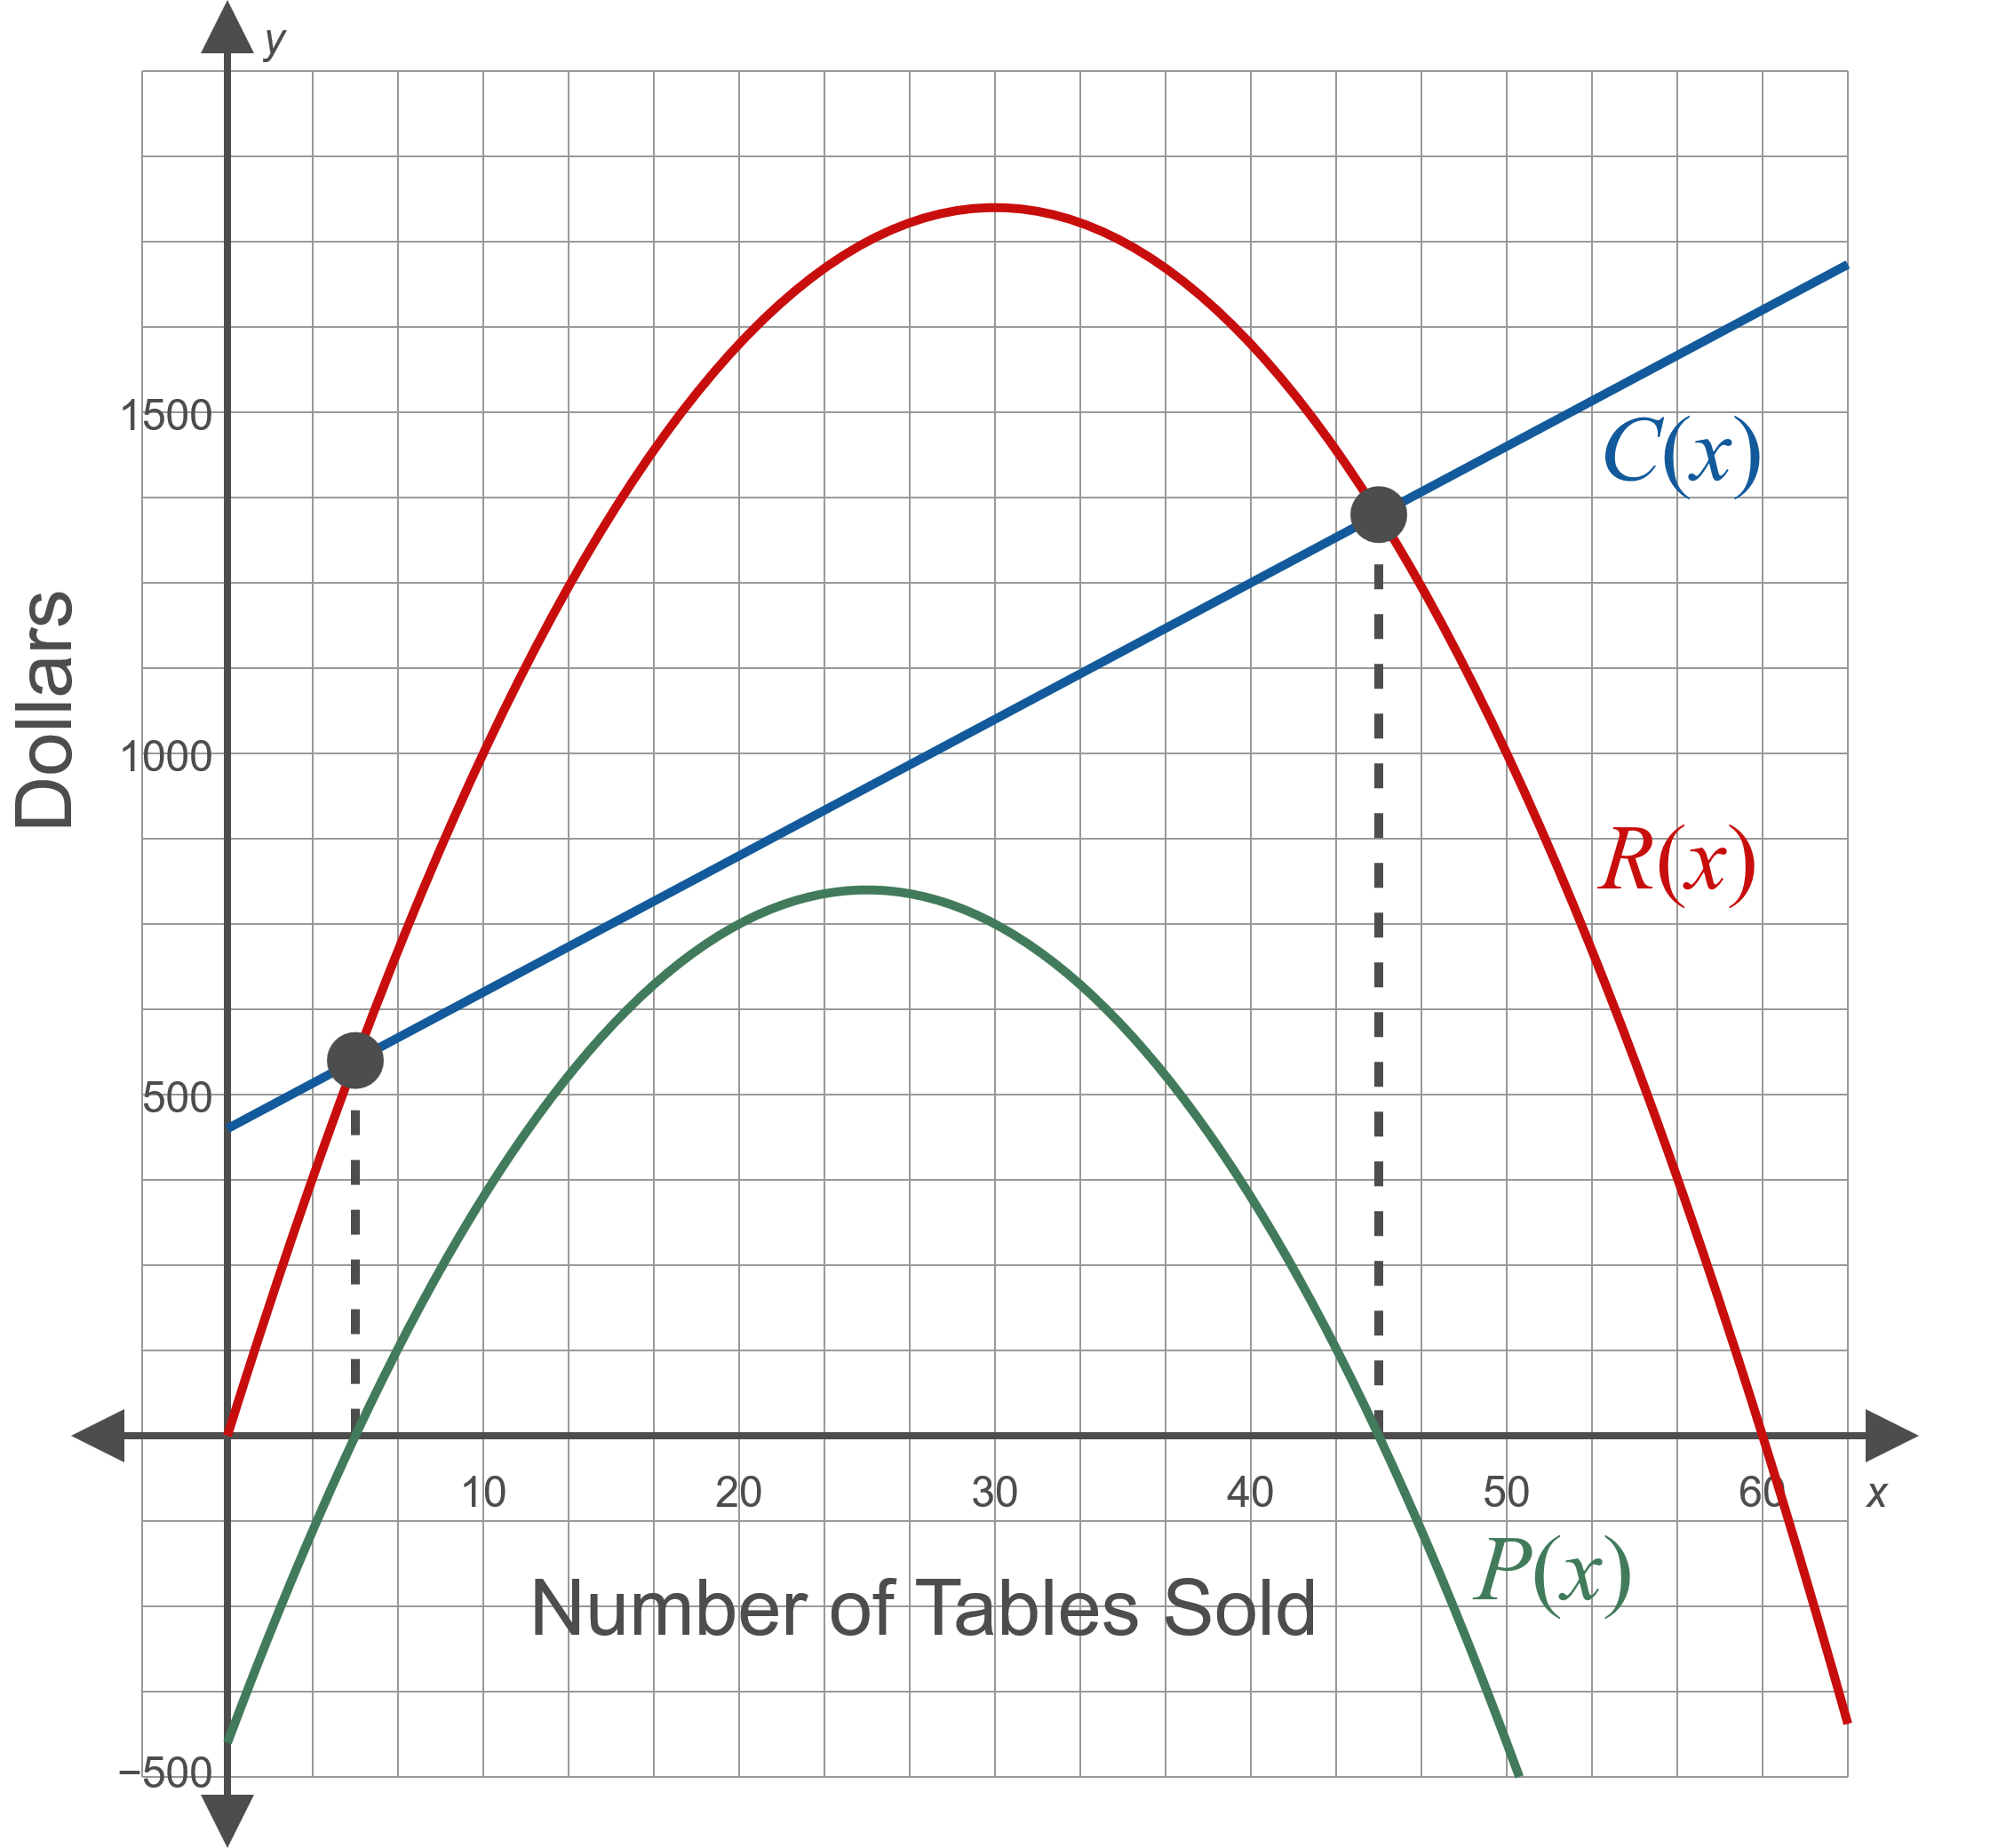 y
1500
C(x)
1000
Dollars
R(x)
500
10 20 30 40 50 60 x
P(x)
Number of Tables Sold
−500